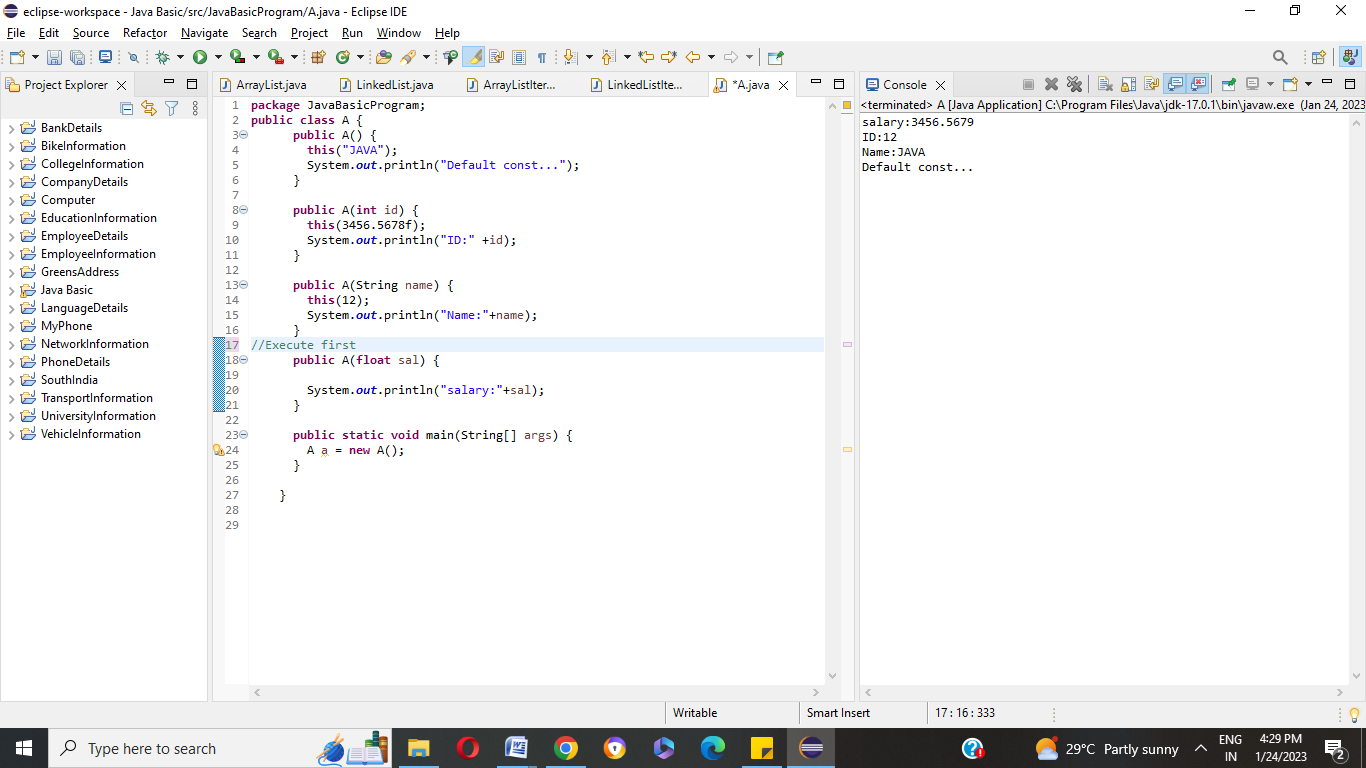 eclipse-workspace - Java Basic/src/JavaBasicProgram/A.java - Eclipse IDE
File Edit Source Refactor Navigate Search Project Run Window Help
Project Explorer
BankDetails
BikeInformation
CollegeInformation
CompanyDetails
Computer
EducationInformation
EmployeeDetails
EmployeeInformation
GreensAddress
Java Basic
LanguageDetails
MyPhone
NetworkInformation
PhoneDetails
SouthIndia
TransportInformation
UniversityInformation
VehicleInformation
ArrayList.java LinkedList.java ArrayListIter... LinkedListIte... *A.java
1 package JavaBasicProgram;
2 public class A {
3 public A() {
4 this("JAVA");
5 System.out.println("Default const...");
6 }
7
8 public A(int id) {
9 this(3456.5678f);
10 System.out.println("ID:" +id);
11 }
12
13 public A(String name) {
14 this(12);
15 System.out.println("Name:"+name);
16 }
17 //Execute first
18 public A(float sal) {
19
20 System.out.println("salary:"+sal);
21 }
22
23 public static void main(String[] args) {
24 A a = new A();
25 }
26
27 }
28
29
Console
<terminated> A [Java Application] C:\Program Files\Java\jdk-17.0.1\bin\javaw.exe (Jan 24, 2023
salary:3456.5679
ID:12
Name:JAVA
Default const...
Writable Smart Insert 17 : 16 : 333
Type here to search
29°C Partly sunny
ENG
IN
4:29 PM
1/24/2023
2